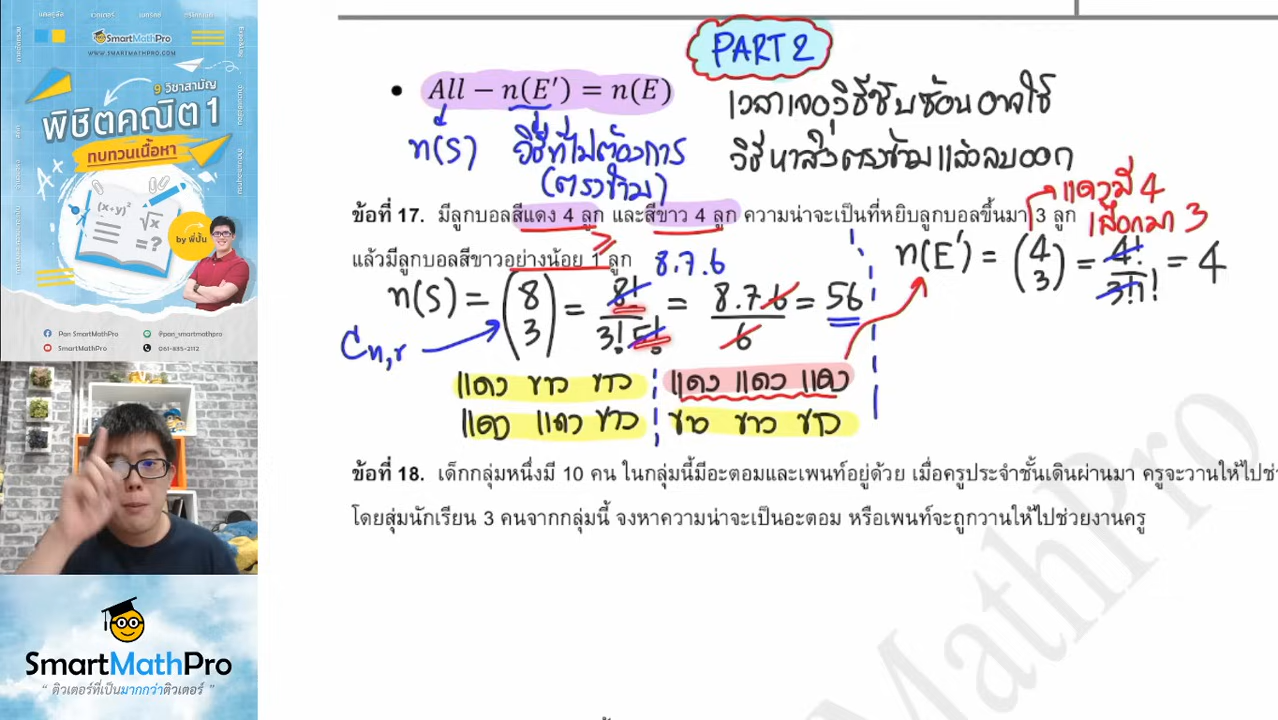 SmartMathPro
WWW.SMARTMATHPRO.COM
9 วิชาสามัญ
พิชิตคณิต 1
ทบทวนเนื้อหา
A+
(x+y)²
√x
=?
by พี่ปั้น
Pan SmartMathPro
@pan_smartmathpro
SmartMathPro
061-935-2112
SmartMathPro
“ ติวเตอร์ที่เป็นมากกว่าติวเตอร์ ”
PART 2
• All − n(E′) = n(E)
เวลาเจอวิธีซับซ้อน อาจใช้
n(S) วิธีที่ไม่ต้องการ
วิธีหาสิ่งตรงข้ามแล้วลบออก
(ตรงข้าม)
แดงมี 4
เลือกมา 3
ข้อที่ 17. มีลูกบอลสีแดง 4 ลูก และสีขาว 4 ลูก ความน่าจะเป็นที่หยิบลูกบอลขึ้นมา 3 ลูก
แล้วมีลูกบอลสีขาวอย่างน้อย 1 ลูก
8.7.6
n(S) = (8 3) = 8!/3!5! = 8.7.6/6 = 56
n(E′) = (4 3) = 4!/3!1! = 4
Cn,r
แดง ขาว ขาว
แดง แดง แดง
แดง แดง ขาว
ขาว ขาว ขาว
ข้อที่ 18. เด็กกลุ่มหนึ่งมี 10 คน ในกลุ่มนี้มีอะตอมและเพนท์อยู่ด้วย เมื่อครูประจำชั้นเดินผ่านมา ครูจะวานให้ไปช่
โดยสุ่มนักเรียน 3 คนจากกลุ่มนี้ จงหาความน่าจะเป็นอะตอม หรือเพนท์จะถูกวานให้ไปช่วยงานครู
MathPro